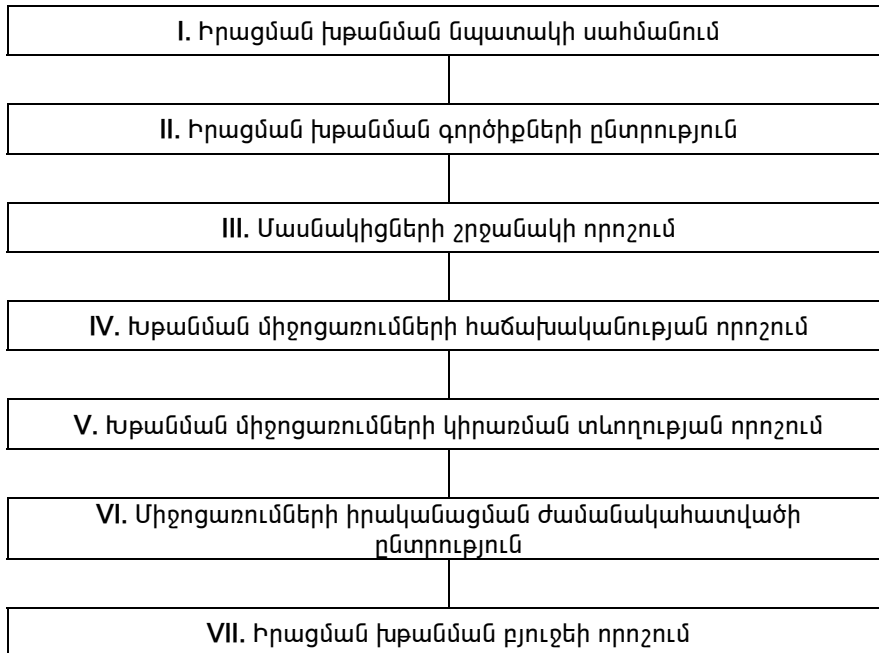 I. Իրացման խթանման նպատակի սահմանում
II. Իրացման խթանման գործիքների ընտրություն
III. Մասնակիցների շրջանակի որոշում
IV. Խթանման միջոցառումների հաճախականության որոշում
V. Խթանման միջոցառումների կիրառման տևողության որոշում
VI. Միջոցառումների իրականացման ժամանակահատվածի
ընտրություն
VII. Իրացման խթանման բյուջեի որոշում